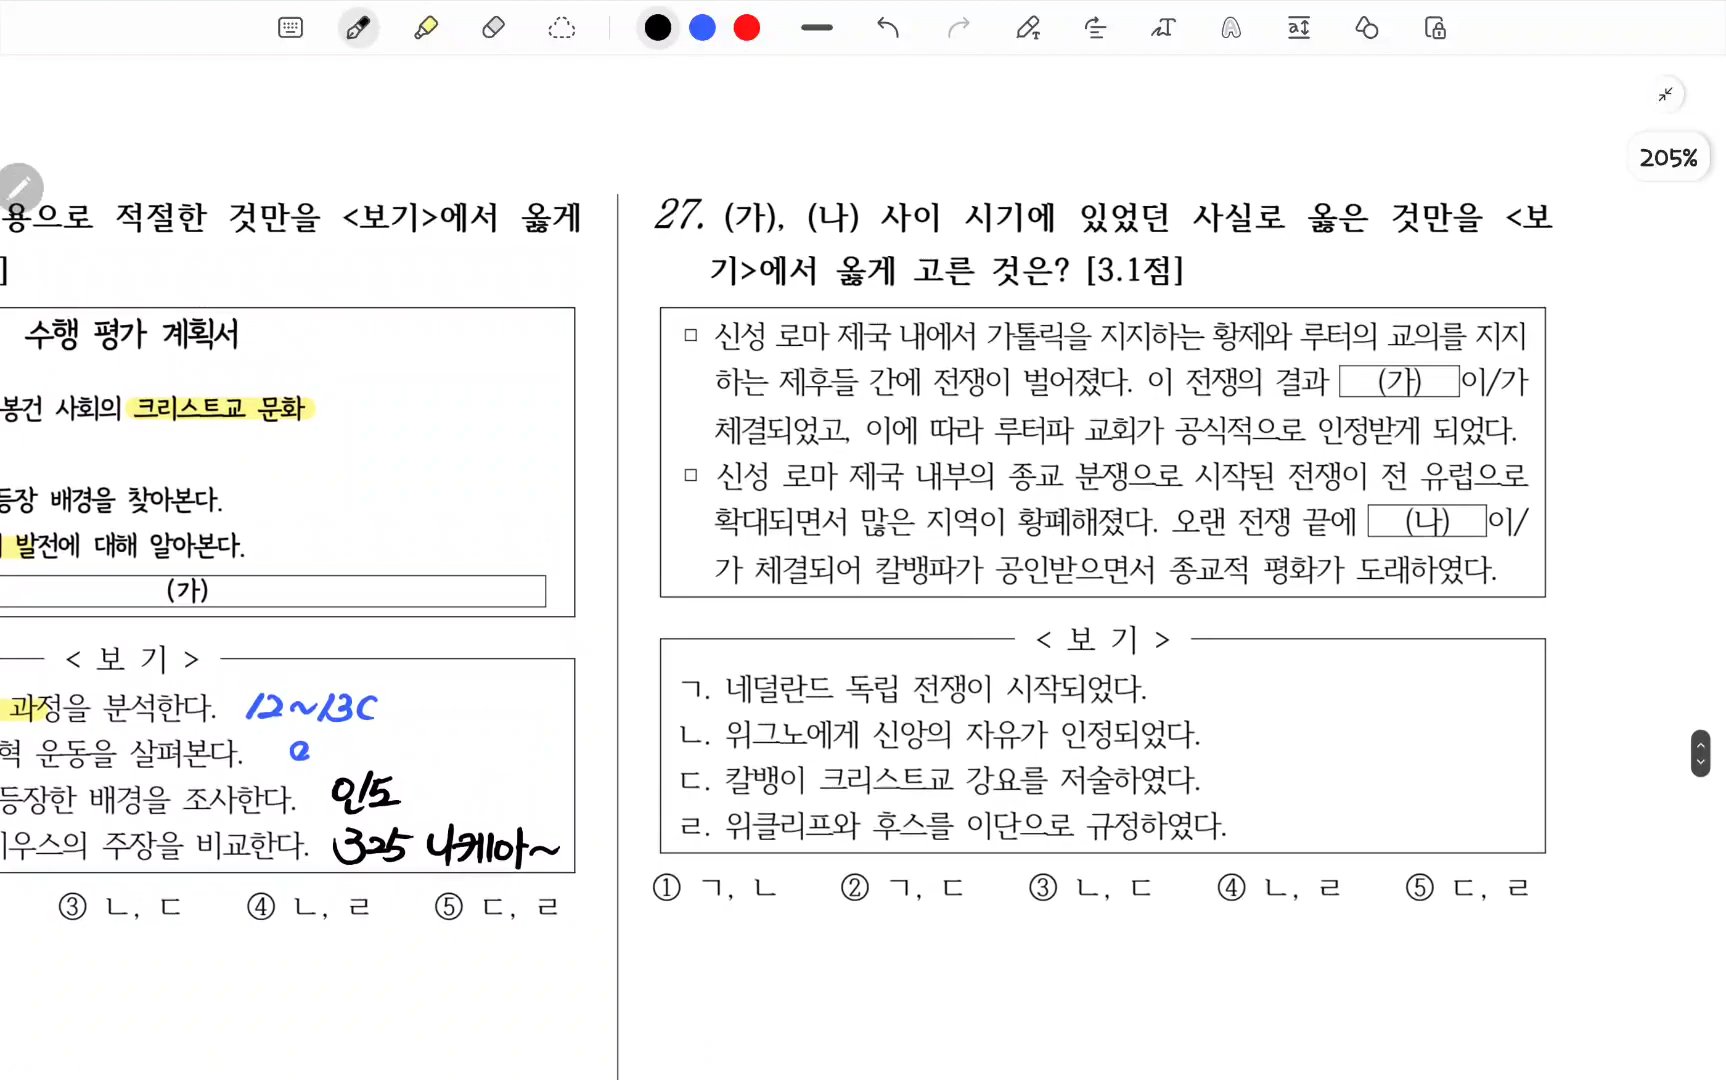 205%
용으로 적절한 것만을 <보기>에서 옳게
]
수행 평가 계획서
봉건 사회의 크리스트교 문화
등장 배경을 찾아본다.
발전에 대해 알아본다.
(가)
< 보 기 >
과정을 분석한다. 12~13C
혁 운동을 살펴본다.
등장한 배경을 조사한다. 인도
우스의 주장을 비교한다. 325 니케아~
③ ㄴ, ㄷ ④ ㄴ, ㄹ ⑤ ㄷ, ㄹ
27. (가), (나) 사이 시기에 있었던 사실로 옳은 것만을 <보
기>에서 옳게 고른 것은? [3.1점]
□ 신성 로마 제국 내에서 가톨릭을 지지하는 황제와 루터의 교의를 지지
하는 제후들 간에 전쟁이 벌어졌다. 이 전쟁의 결과 (가) 이/가
체결되었고, 이에 따라 루터파 교회가 공식적으로 인정받게 되었다.
□ 신성 로마 제국 내부의 종교 분쟁으로 시작된 전쟁이 전 유럽으로
확대되면서 많은 지역이 황폐해졌다. 오랜 전쟁 끝에 (나) 이/
가 체결되어 칼뱅파가 공인받으면서 종교적 평화가 도래하였다.
< 보 기 >
ㄱ. 네덜란드 독립 전쟁이 시작되었다.
ㄴ. 위그노에게 신앙의 자유가 인정되었다.
ㄷ. 칼뱅이 크리스트교 강요를 저술하였다.
ㄹ. 위클리프와 후스를 이단으로 규정하였다.
① ㄱ, ㄴ ② ㄱ, ㄷ ③ ㄴ, ㄷ ④ ㄴ, ㄹ ⑤ ㄷ, ㄹ